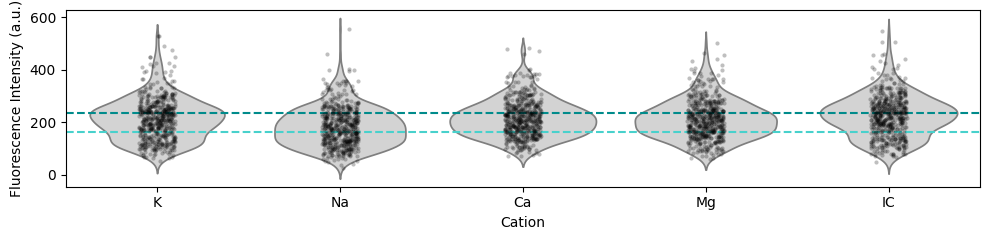 Fluorescence Intensity (a.u.)
600
400
200
0
K Na Ca Mg IC
Cation